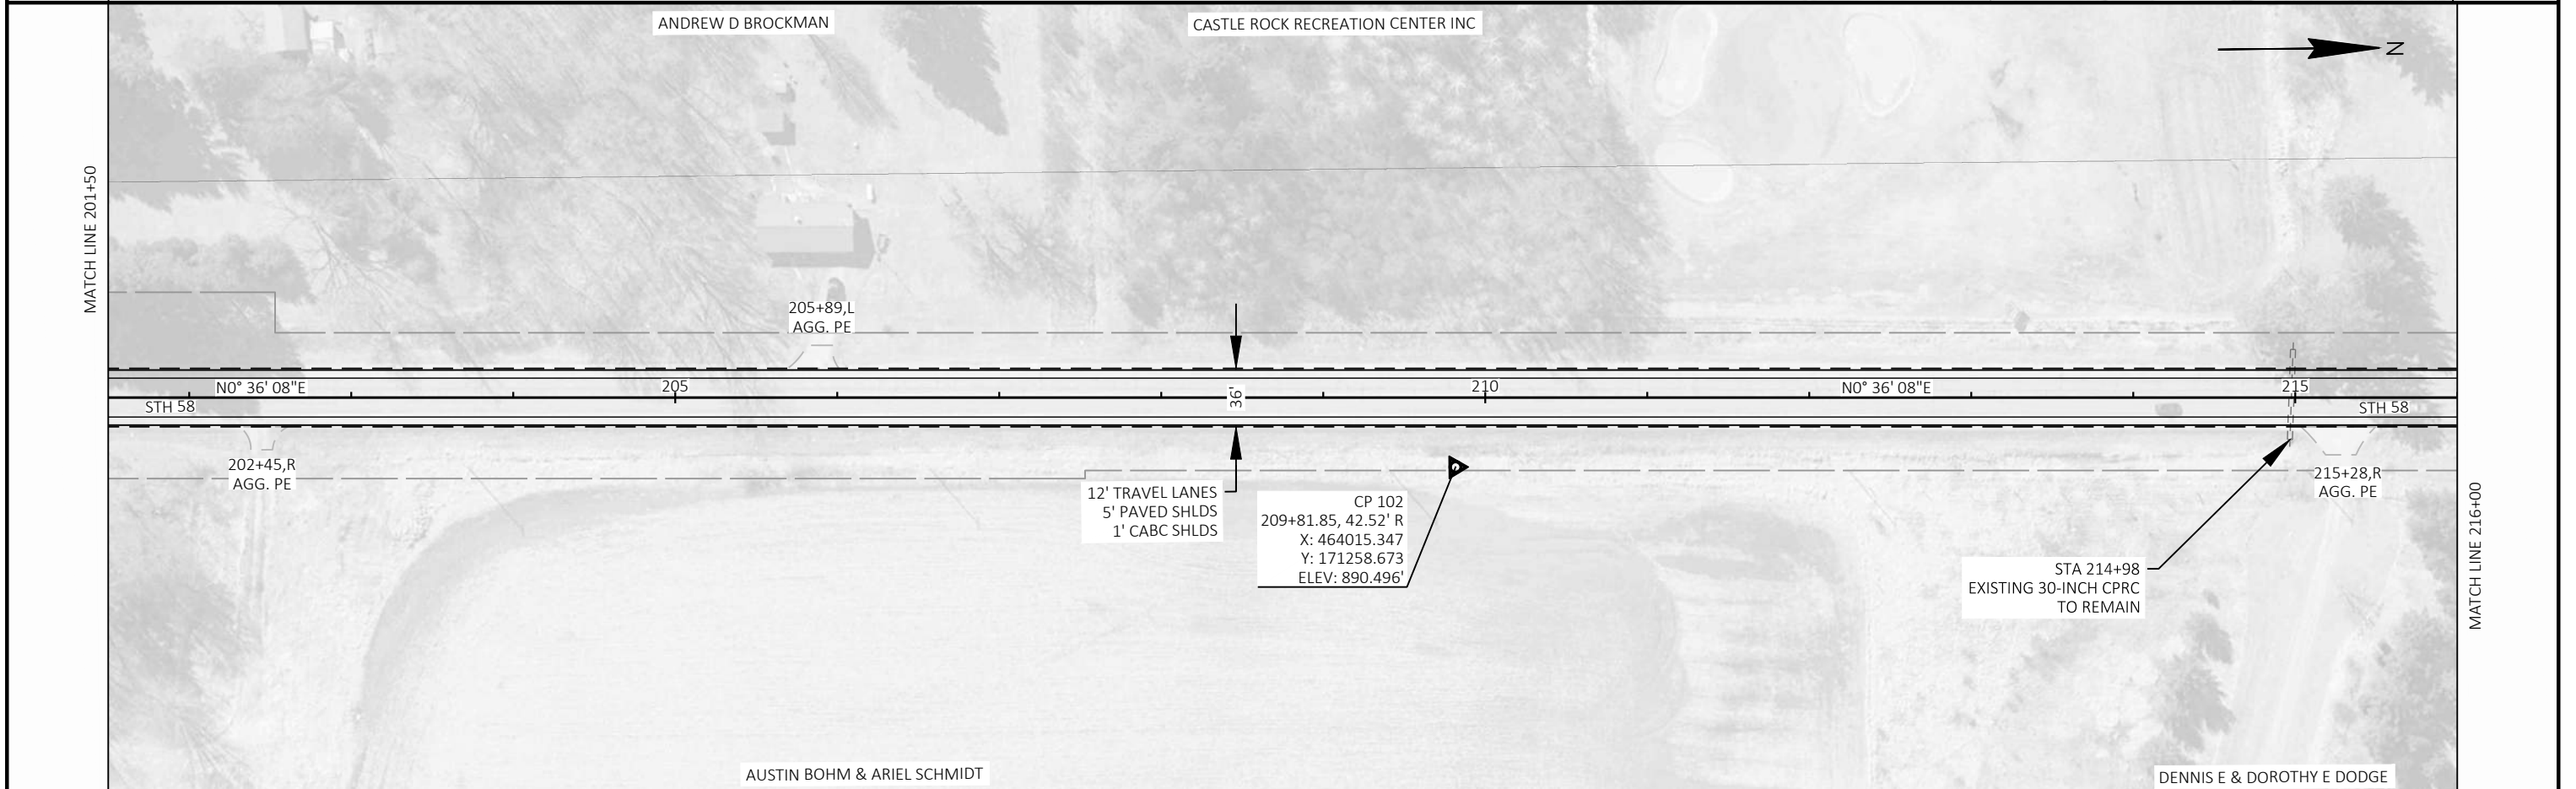 ANDREW D BROCKMAN
CASTLE ROCK RECREATION CENTER INC
N
MATCH LINE 201+50
205+89,L
AGG. PE
N0° 36' 08"E
205
36'
210
N0° 36' 08"E
215
STH 58
STH 58
202+45,R
AGG. PE
12' TRAVEL LANES
5' PAVED SHLDS
1' CABC SHLDS
CP 102
209+81.85, 42.52' R
X: 464015.347
Y: 171258.673
ELEV: 890.496'
215+28,R
AGG. PE
STA 214+98
EXISTING 30-INCH CPRC
TO REMAIN
MATCH LINE 216+00
AUSTIN BOHM & ARIEL SCHMIDT
DENNIS E & DOROTHY E DODGE